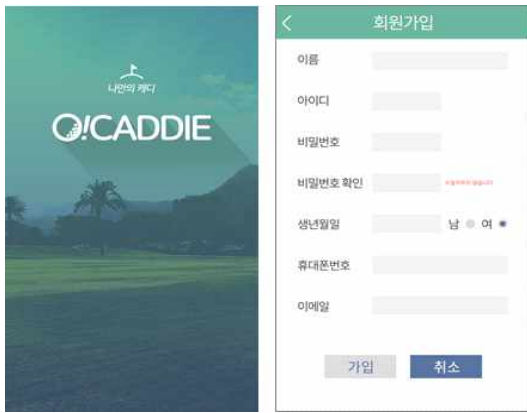 나만의 캐디
O!CADDIE
회원가입
이름
아이디
비밀번호
비밀번호 확인
생년월일 남 여
휴대폰번호
이메일
가입 취소